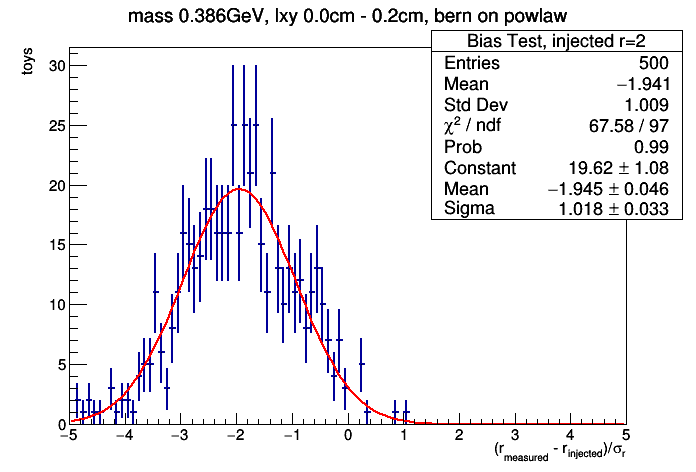 mass 0.386GeV, lxy 0.0cm - 0.2cm, bern on powlaw
toys
Bias Test, injected r=2
Entries 500
Mean −1.941
Std Dev 1.009
χ² / ndf 67.58 / 97
Prob 0.99
Constant 19.62 ± 1.08
Mean −1.945 ± 0.046
Sigma 1.018 ± 0.033
30
25
20
15
10
5
0
−5 −4 −3 −2 −1 0 1 2 3 4 5
(r_measured - r_injected)/σ_r